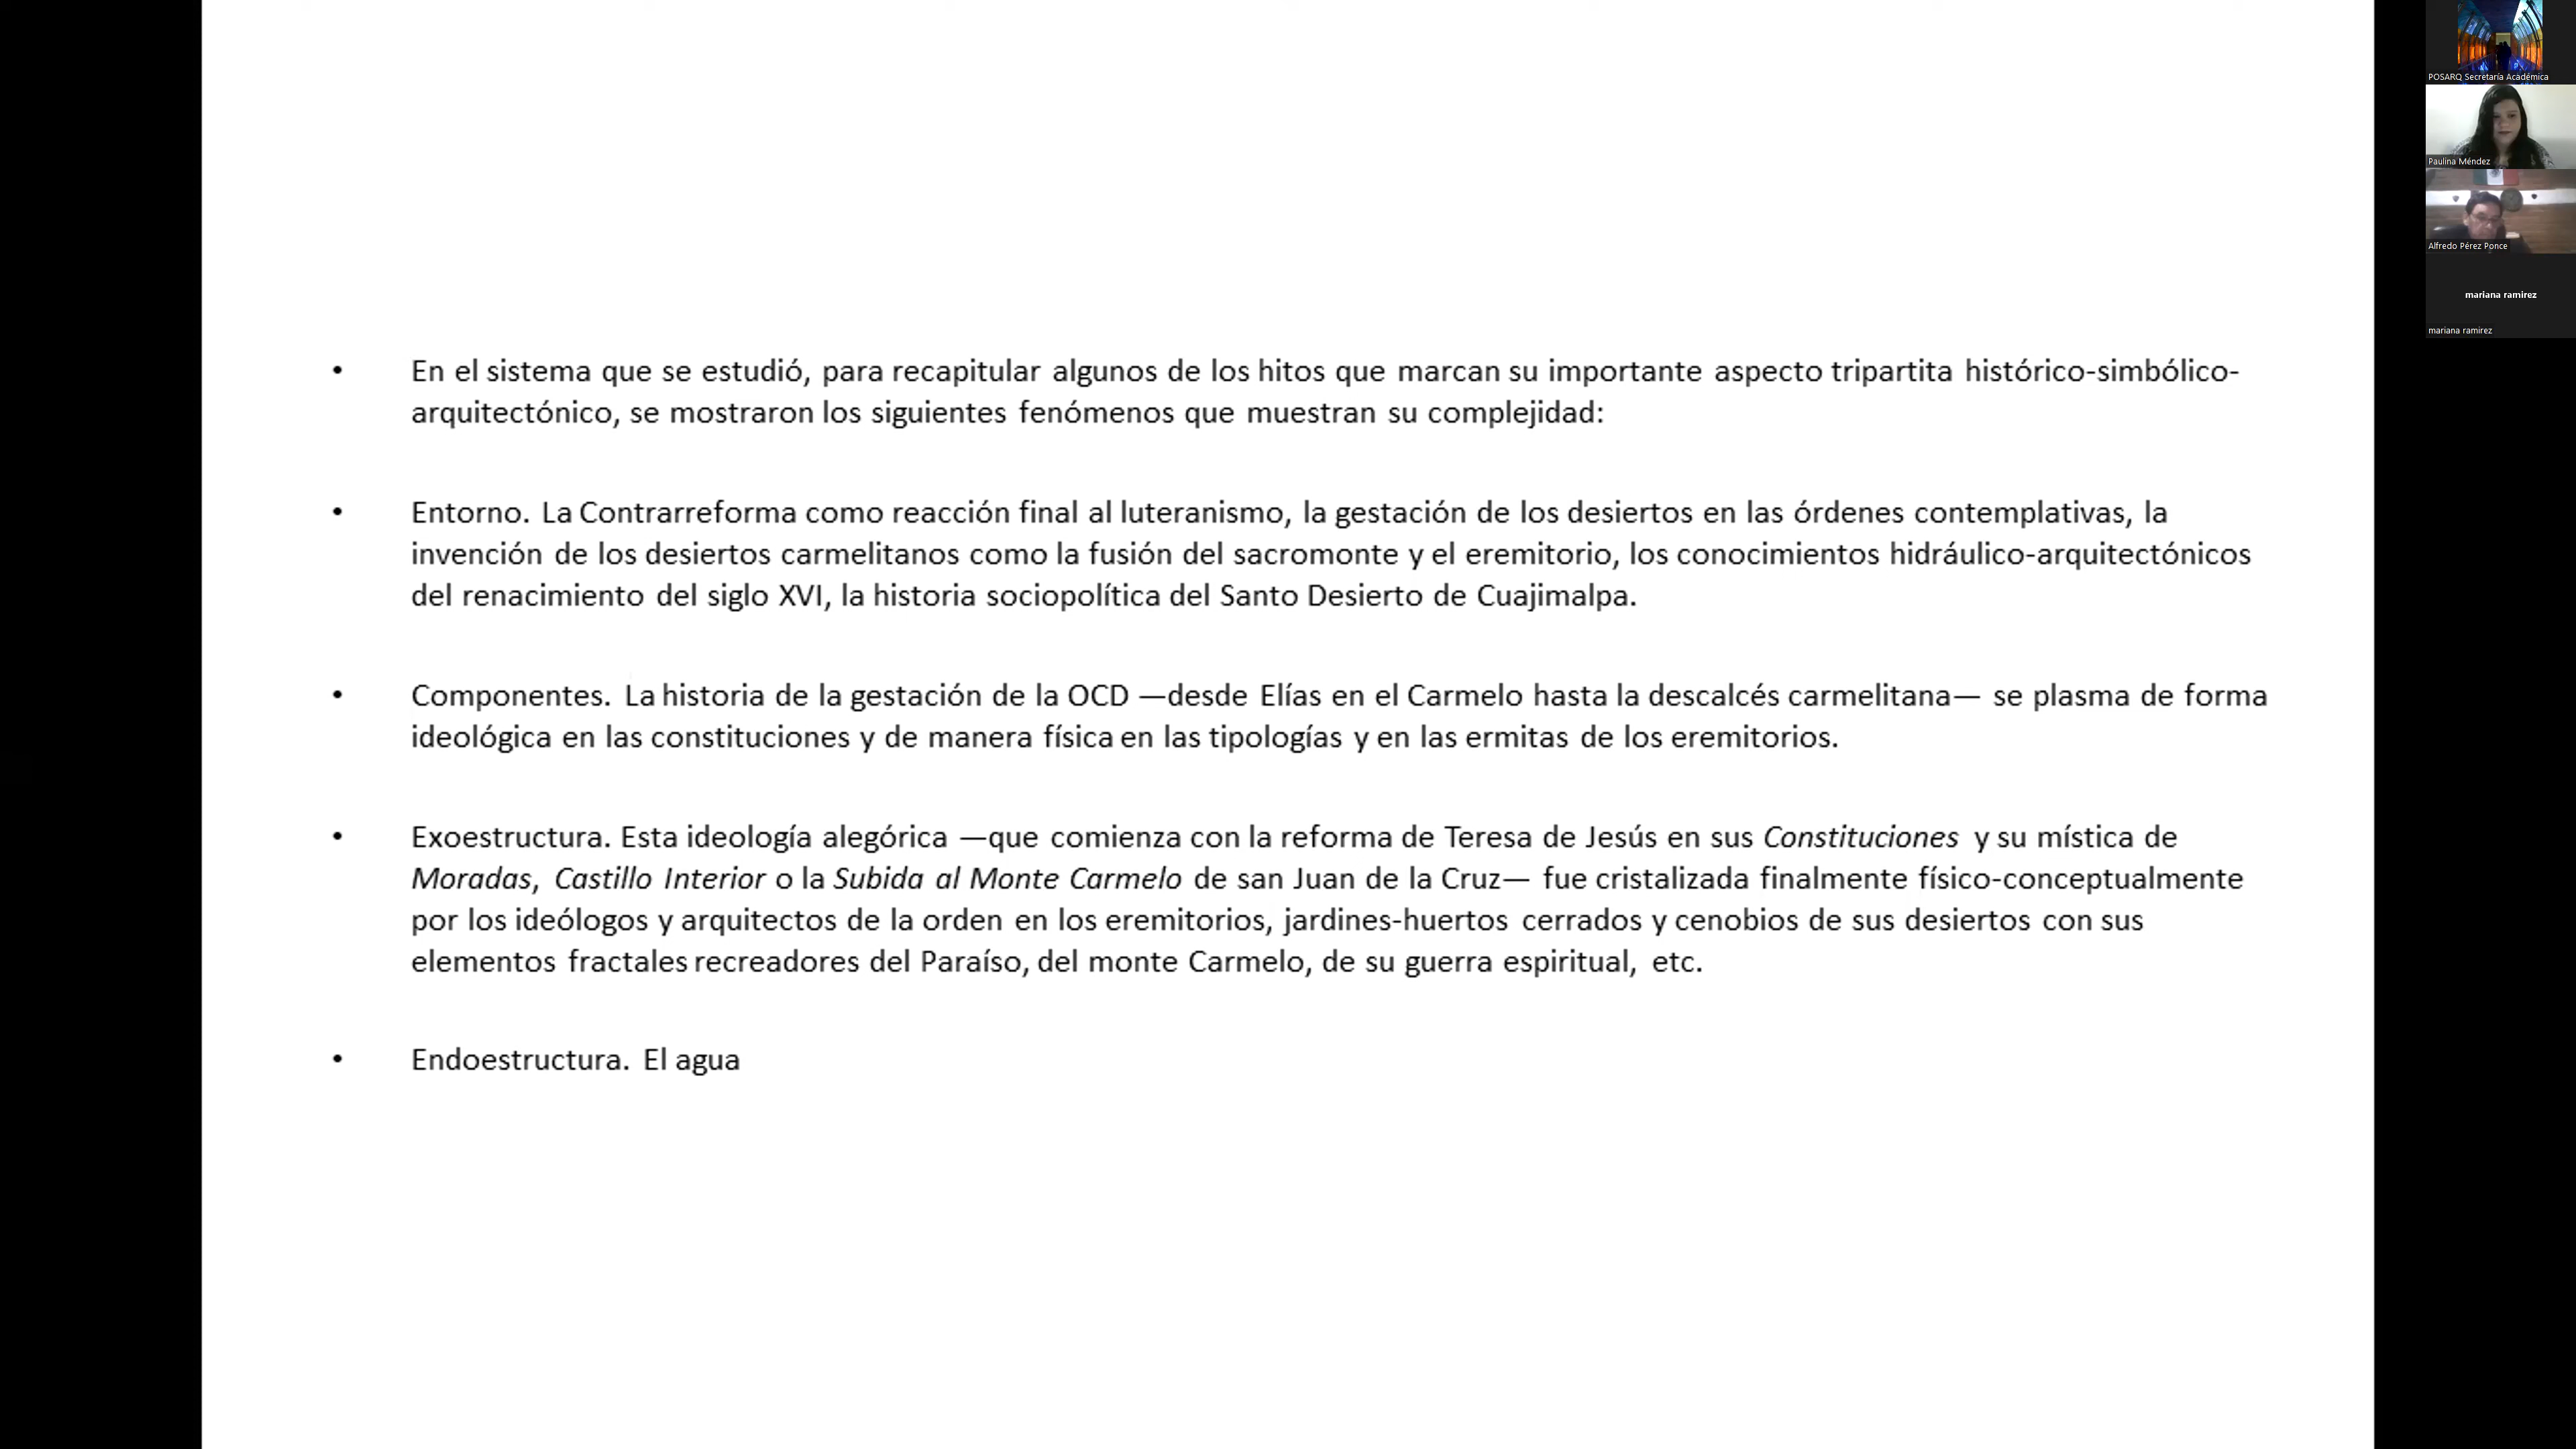 • En el sistema que se estudió, para recapitular algunos de los hitos que marcan su importante aspecto tripartita histórico-simbólico-
arquitectónico, se mostraron los siguientes fenómenos que muestran su complejidad:
• Entorno. La Contrarreforma como reacción final al luteranismo, la gestación de los desiertos en las órdenes contemplativas, la
invención de los desiertos carmelitanos como la fusión del sacromonte y el eremitorio, los conocimientos hidráulico-arquitectónicos
del renacimiento del siglo XVI, la historia sociopolítica del Santo Desierto de Cuajimalpa.
• Componentes. La historia de la gestación de la OCD —desde Elías en el Carmelo hasta la descalcés carmelitana— se plasma de forma
ideológica en las constituciones y de manera física en las tipologías y en las ermitas de los eremitorios.
• Exoestructura. Esta ideología alegórica —que comienza con la reforma de Teresa de Jesús en sus Constituciones y su mística de
Moradas, Castillo Interior o la Subida al Monte Carmelo de san Juan de la Cruz— fue cristalizada finalmente físico-conceptualmente
por los ideólogos y arquitectos de la orden en los eremitorios, jardines-huertos cerrados y cenobios de sus desiertos con sus
elementos fractales recreadores del Paraíso, del monte Carmelo, de su guerra espiritual, etc.
• Endoestructura. El agua
POSARQ Secretaría Académica
Paulina Méndez
Alfredo Pérez Ponce
mariana ramirez
mariana ramirez